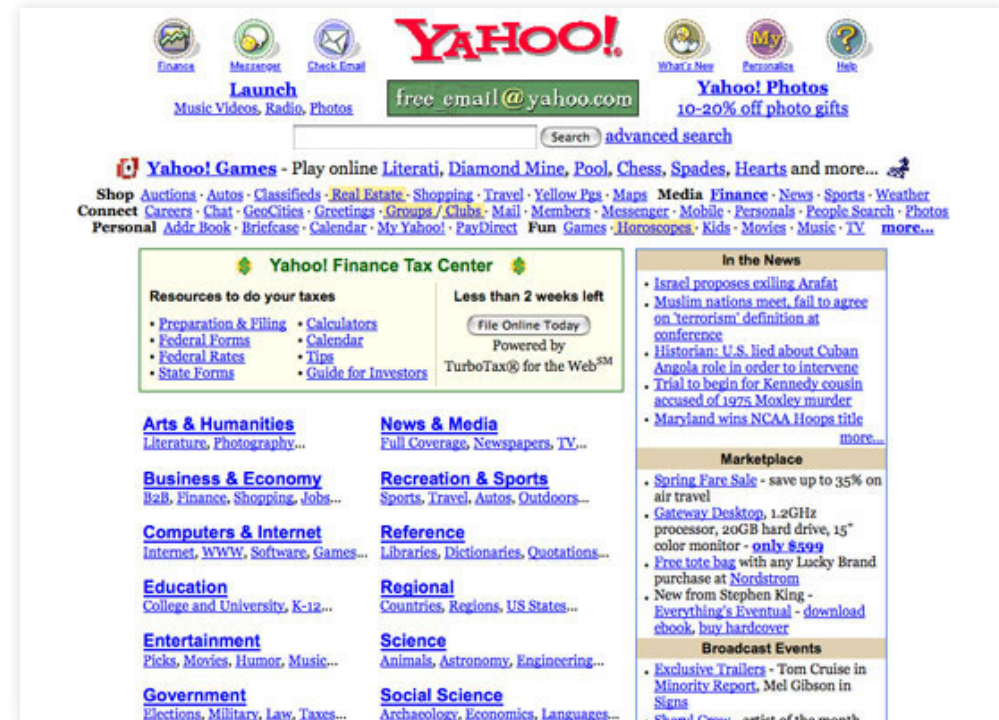 YAHOO!
Finance Messenger Check Email What's New Personalize Help
Launch
Music Videos, Radio, Photos
free email@yahoo.com
Yahoo! Photos
10-20% off photo gifts
Search advanced search
Yahoo! Games - Play online Literati, Diamond Mine, Pool, Chess, Spades, Hearts and more...
Shop Auctions · Autos · Classifieds · Real Estate · Shopping · Travel · Yellow Pgs · Maps Media Finance · News · Sports · Weather
Connect Careers · Chat · GeoCities · Greetings · Groups / Clubs · Mail · Members · Messenger · Mobile · Personals · People Search · Photos
Personal Addr Book · Briefcase · Calendar · My Yahoo! · PayDirect Fun Games · Horoscopes · Kids · Movies · Music · TV more...
$ Yahoo! Finance Tax Center $
Resources to do your taxes
• Preparation & Filing • Calculators
• Federal Forms • Calendar
• Federal Rates • Tips
• State Forms • Guide for Investors
Less than 2 weeks left
File Online Today
Powered by
TurboTax® for the Web℠
Arts & Humanities
Literature, Photography...
News & Media
Full Coverage, Newspapers, TV...
Business & Economy
B2B, Finance, Shopping, Jobs...
Recreation & Sports
Sports, Travel, Autos, Outdoors...
Computers & Internet
Internet, WWW, Software, Games...
Reference
Libraries, Dictionaries, Quotations...
Education
College and University, K-12...
Regional
Countries, Regions, US States...
Entertainment
Picks, Movies, Humor, Music...
Science
Animals, Astronomy, Engineering...
Government
Elections, Military, Law, Taxes...
Social Science
Archaeology, Economics, Languages...
In the News
• Israel proposes exiling Arafat
• Muslim nations meet, fail to agree
on 'terrorism' definition at
conference
• Historian: U.S. lied about Cuban
Angola role in order to intervene
• Trial to begin for Kennedy cousin
accused of 1975 Moxley murder
• Maryland wins NCAA Hoops title
more...
Marketplace
• Spring Fare Sale - save up to 35% on
air travel
• Gateway Desktop, 1.2GHz
processor, 20GB hard drive, 15"
color monitor - only $599
• Free tote bag with any Lucky Brand
purchase at Nordstrom
• New from Stephen King -
Everything's Eventual - download
ebook, buy hardcover
Broadcast Events
• Exclusive Trailers - Tom Cruise in
Minority Report, Mel Gibson in
Signs
• Sheryl Crow - artist of the month